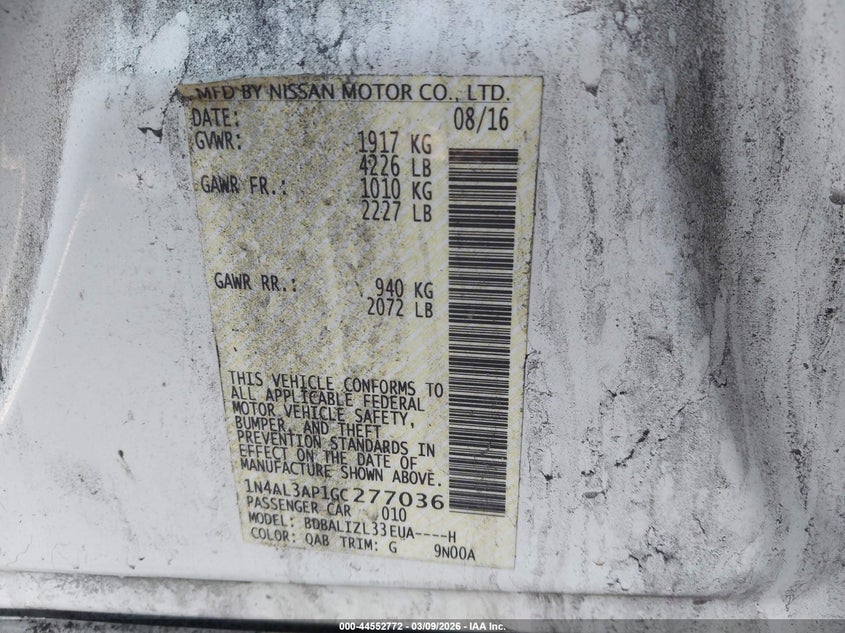 MFD BY NISSAN MOTOR CO., LTD.
DATE: 08/16
GVWR: 1917 KG
4226 LB
GAWR FR.: 1010 KG
2227 LB
GAWR RR.: 940 KG
2072 LB
THIS VEHICLE CONFORMS TO
ALL APPLICABLE FEDERAL
MOTOR VEHICLE SAFETY,
BUMPER, AND THEFT
PREVENTION STANDARDS IN
EFFECT ON THE DATE OF
MANUFACTURE SHOWN ABOVE.
1N4AL3AP1GC277036
PASSENGER CAR 010
MODEL: BDBALIZL33EUA----H
COLOR: QAB TRIM: G 9N00A
000-44552772 — 03/09/2026 — IAA Inc.